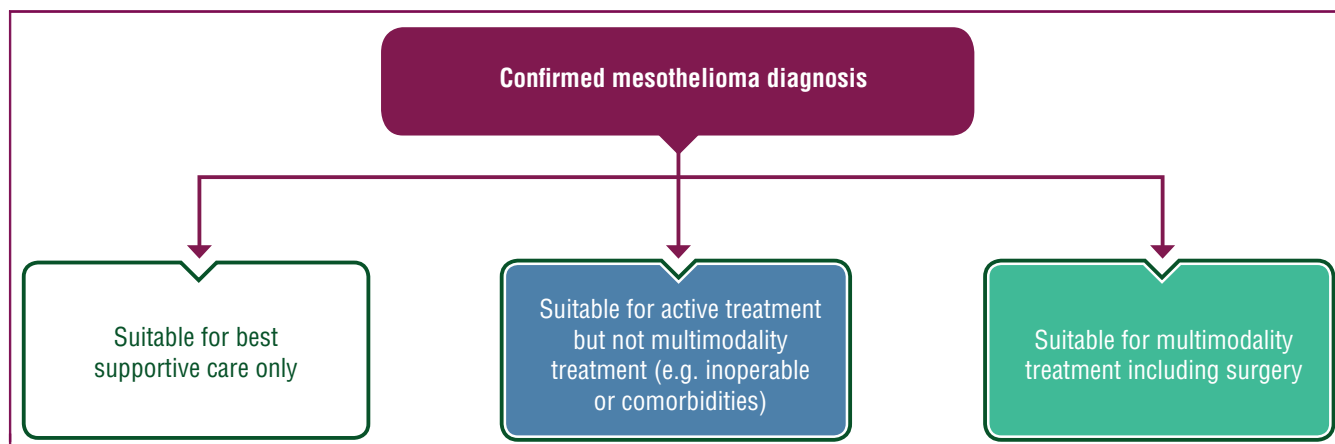 Confirmed mesothelioma diagnosis
Suitable for best
supportive care only
Suitable for active treatment
but not multimodality
treatment (e.g. inoperable
or comorbidities)
Suitable for multimodality
treatment including surgery